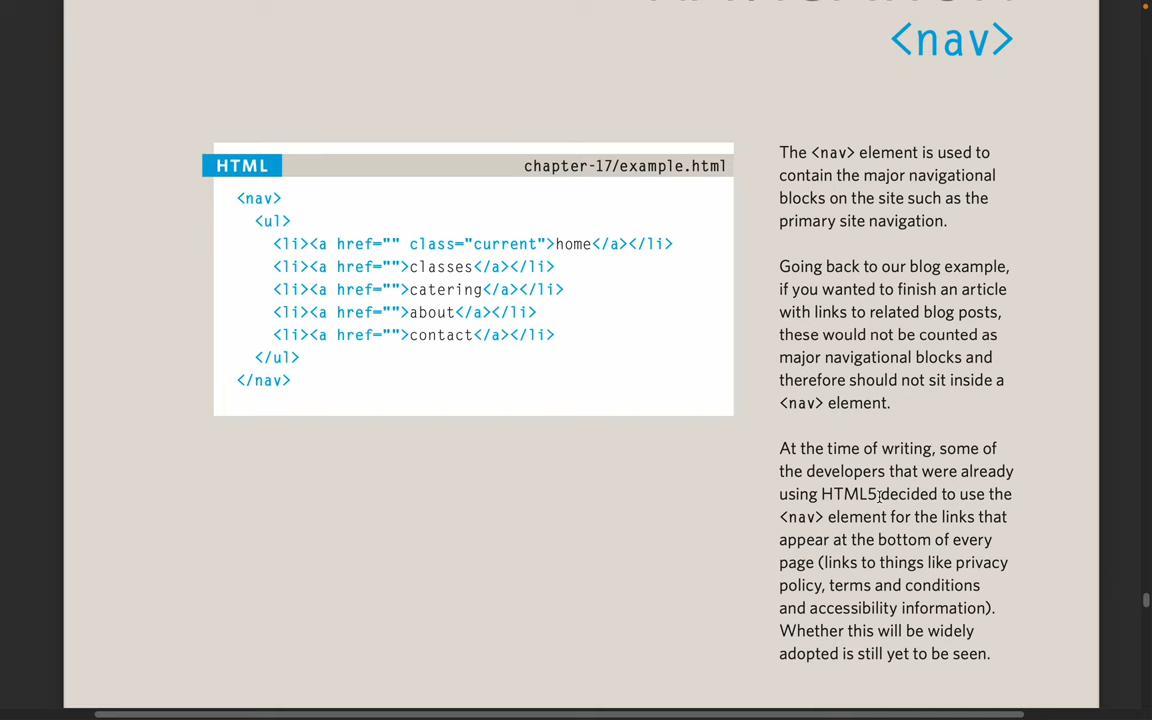 <nav>
HTML
chapter-17/example.html
<nav>
<ul>
<li><a href="" class="current">home</a></li>
<li><a href="">classes</a></li>
<li><a href="">catering</a></li>
<li><a href="">about</a></li>
<li><a href="">contact</a></li>
</ul>
</nav>
The <nav> element is used to
contain the major navigational
blocks on the site such as the
primary site navigation.
Going back to our blog example,
if you wanted to finish an article
with links to related blog posts,
these would not be counted as
major navigational blocks and
therefore should not sit inside a
<nav> element.
At the time of writing, some of
the developers that were already
using HTML5 decided to use the
<nav> element for the links that
appear at the bottom of every
page (links to things like privacy
policy, terms and conditions
and accessibility information).
Whether this will be widely
adopted is still yet to be seen.